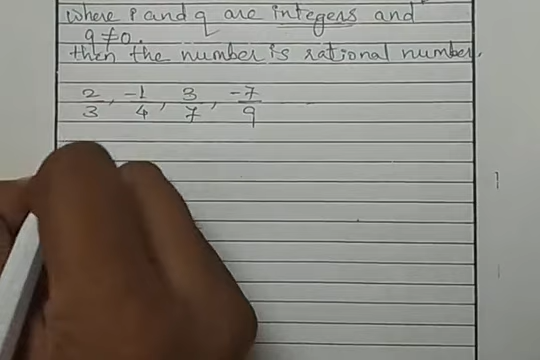 where p and q are integers and
q ≠ 0.
then the number is rational number.
2/3, -1/4, 3/7, -7/9